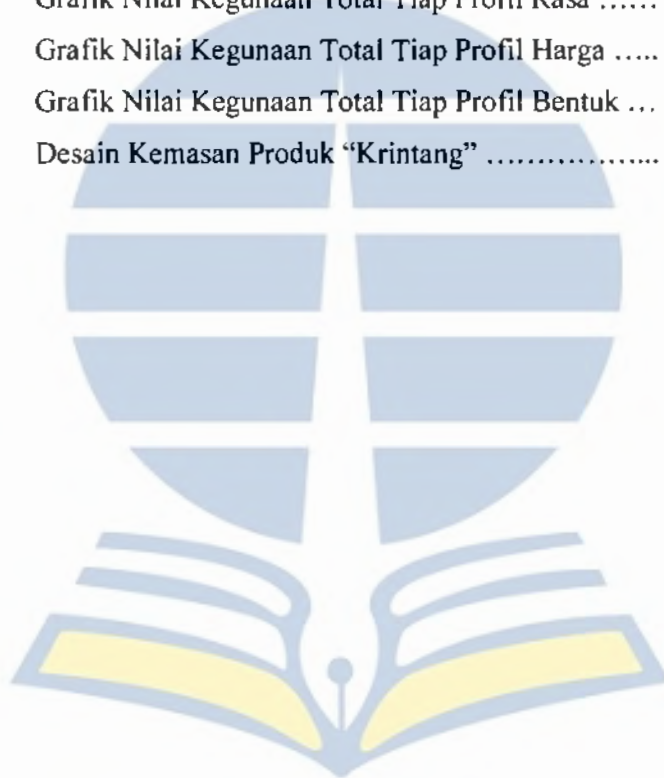 Grafik Nilai Kegunaan Total Tiap Profil Rasa ......
Grafik Nilai Kegunaan Total Tiap Profil Harga .....
Grafik Nilai Kegunaan Total Tiap Profil Bentuk ...
Desain Kemasan Produk “Krintang” ..................